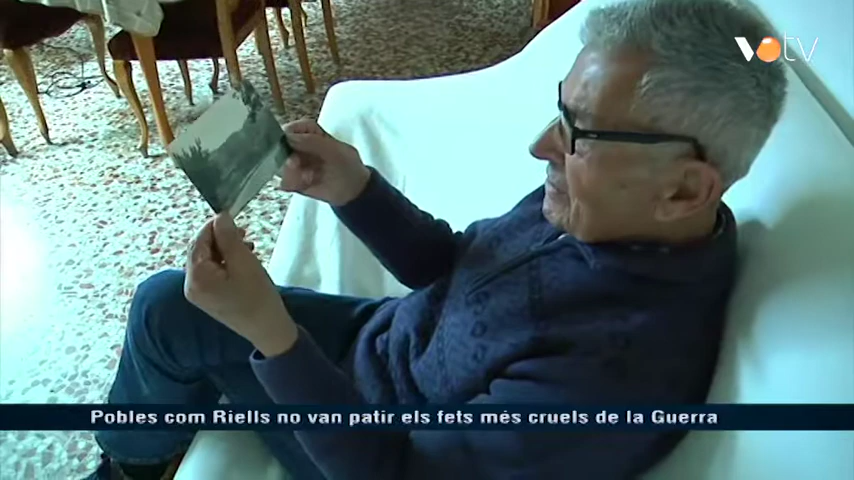 votv
Pobles com Riells no van patir els fets més cruels de la Guerra